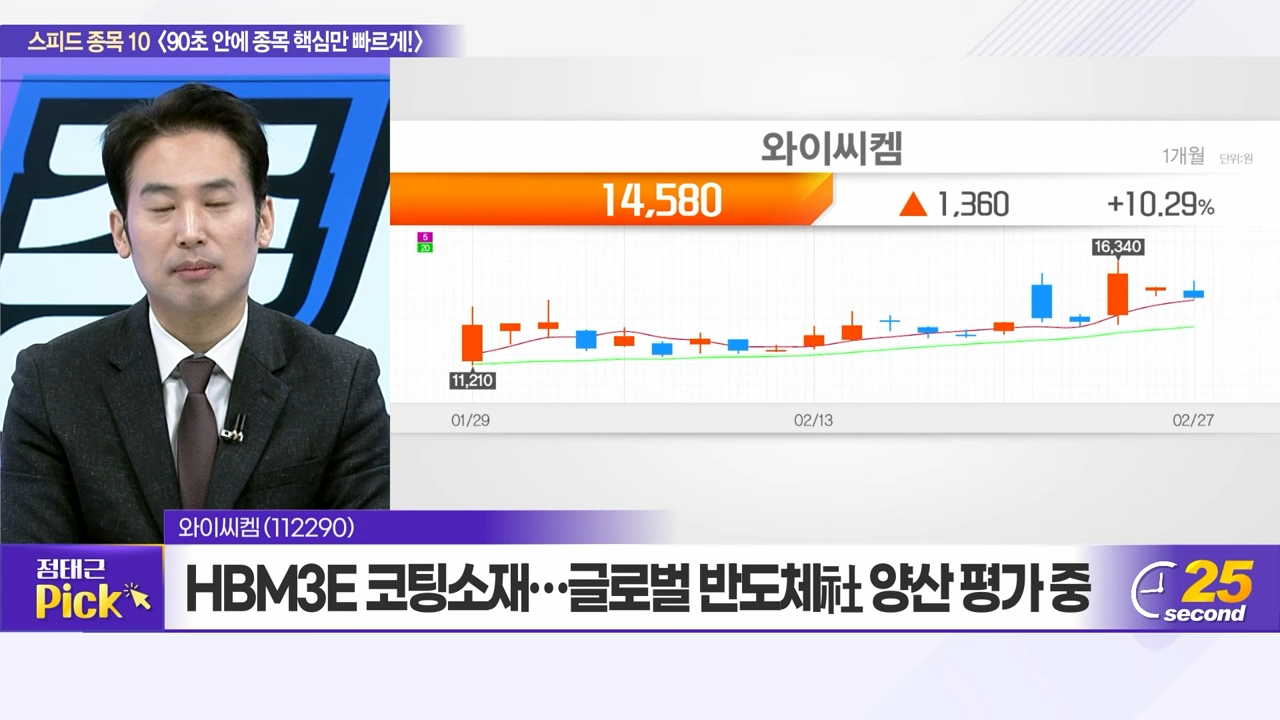 스피드 종목 10 <90초 안에 종목 핵심만 빠르게!>
와이씨켐
1개월 단위:원
14,580 ▲ 1,360 +10.29%
5
20
16,340
11,210
01/29 02/13 02/27
와이씨켐(112290)
정태근
Pick
HBM3E 코팅소재…글로벌 반도체社 양산 평가 중
25
second